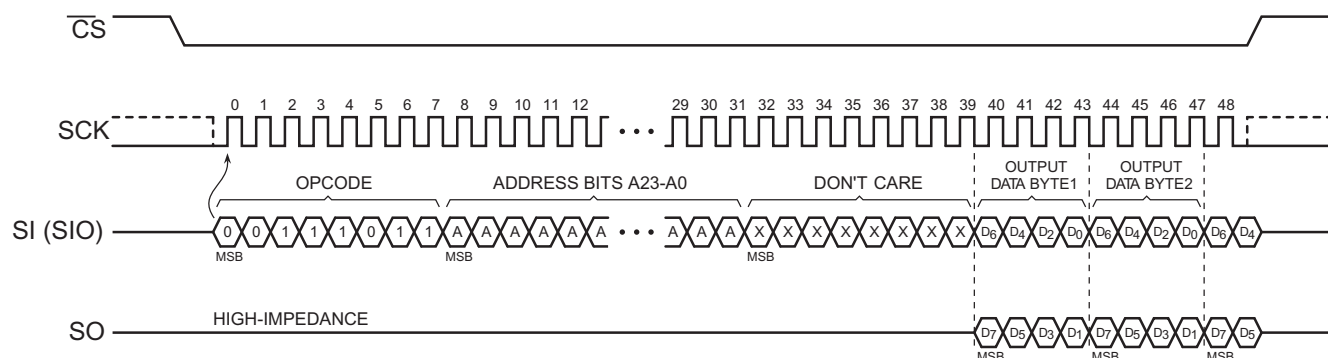 CS
0 1 2 3 4 5 6 7 8 9 10 11 12 29 30 31 32 33 34 35 36 37 38 39 40 41 42 43 44 45 46 47 48
SCK
OPCODE ADDRESS BITS A23-A0 DON'T CARE OUTPUT DATA BYTE1 OUTPUT DATA BYTE2
SI (SIO) 0 0 1 1 1 0 1 1 A A A A A A A A A X X X X X X X X D6 D4 D2 D0 D6 D4 D2 D0 D6 D4
MSB MSB MSB
HIGH-IMPEDANCE
SO D7 D5 D3 D1 D7 D5 D3 D1 D7 D5
MSB MSB MSB